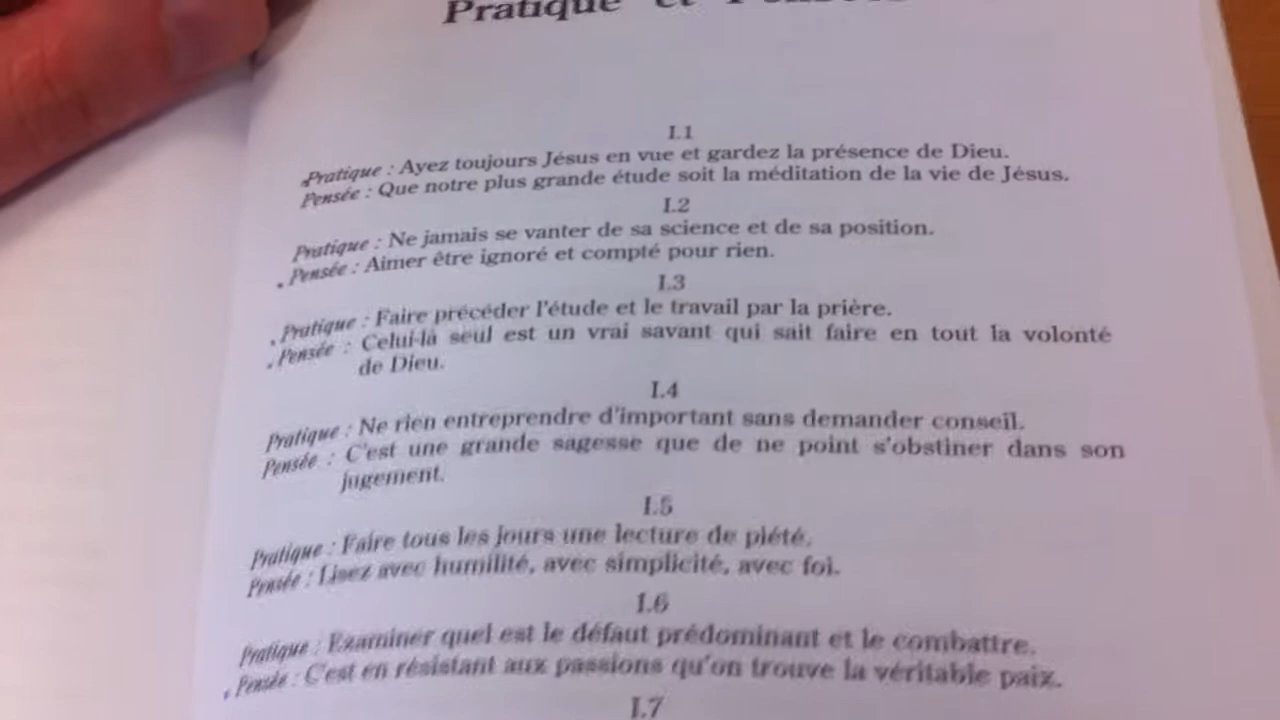 Pratique et Pensée
I.1
Pratique : Ayez toujours Jésus en vue et gardez la présence de Dieu.
Pensée : Que notre plus grande étude soit la méditation de la vie de Jésus.
I.2
Pratique : Ne jamais se vanter de sa science et de sa position.
Pensée : Aimer être ignoré et compté pour rien.
I.3
Pratique : Faire précéder l'étude et le travail par la prière.
Pensée : Celui-là seul est un vrai savant qui sait faire en tout la volonté
de Dieu.
I.4
Pratique : Ne rien entreprendre d'important sans demander conseil.
Pensée : C'est une grande sagesse que de ne point s'obstiner dans son
jugement.
I.5
Pratique : Faire tous les jours une lecture de piété.
Pensée : Lisez avec humilité, avec simplicité, avec foi.
I.6
Pratique : Examiner quel est le défaut prédominant et le combattre.
Pensée : C'est en résistant aux passions qu'on trouve la véritable paix.
I.7